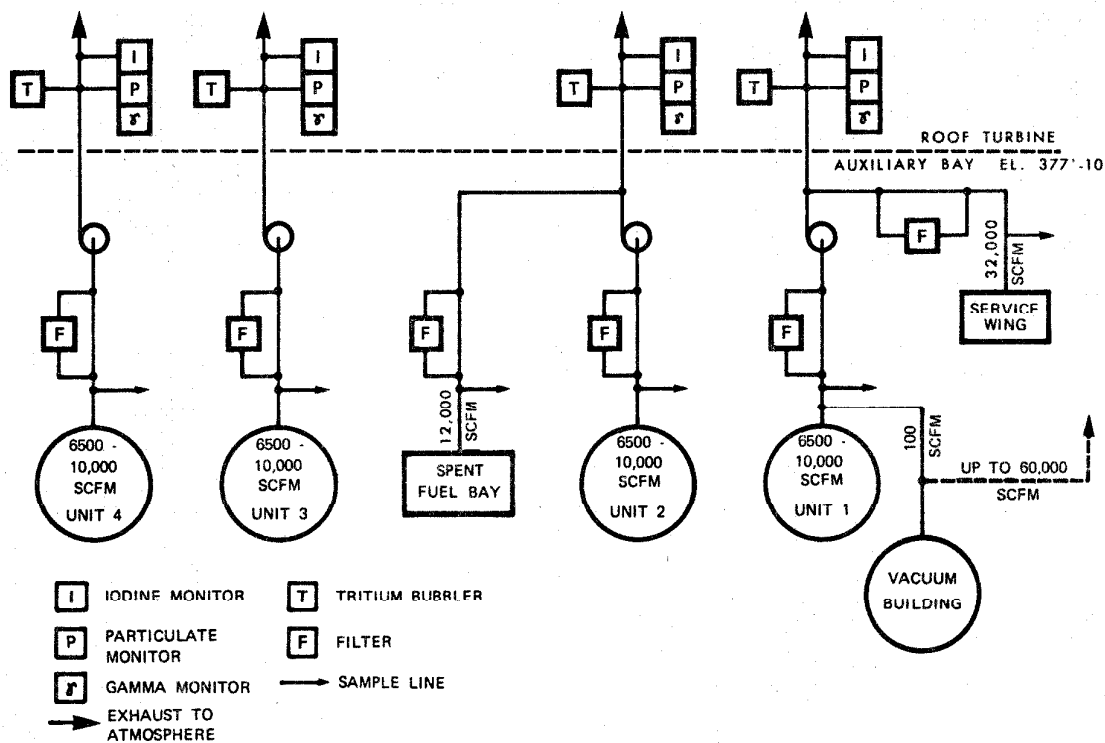 I
I
I
I
T
P
T
P
T
P
T
P
γ
γ
γ
γ
ROOF TURBINE
AUXILIARY BAY EL. 377'-10
F
32,000
SCFM
SERVICE
WING
F
F
F
F
F
12,000
SCFM
100
SCFM
6500 -
10,000
SCFM
UNIT 4
6500 -
10,000
SCFM
UNIT 3
SPENT
FUEL BAY
6500 -
10,000
SCFM
UNIT 2
6500 -
10,000
SCFM
UNIT 1
UP TO 60,000
SCFM
VACUUM
BUILDING
I IODINE MONITOR
T TRITIUM BUBBLER
P PARTICULATE
MONITOR
F FILTER
γ GAMMA MONITOR
SAMPLE LINE
EXHAUST TO
ATMOSPHERE